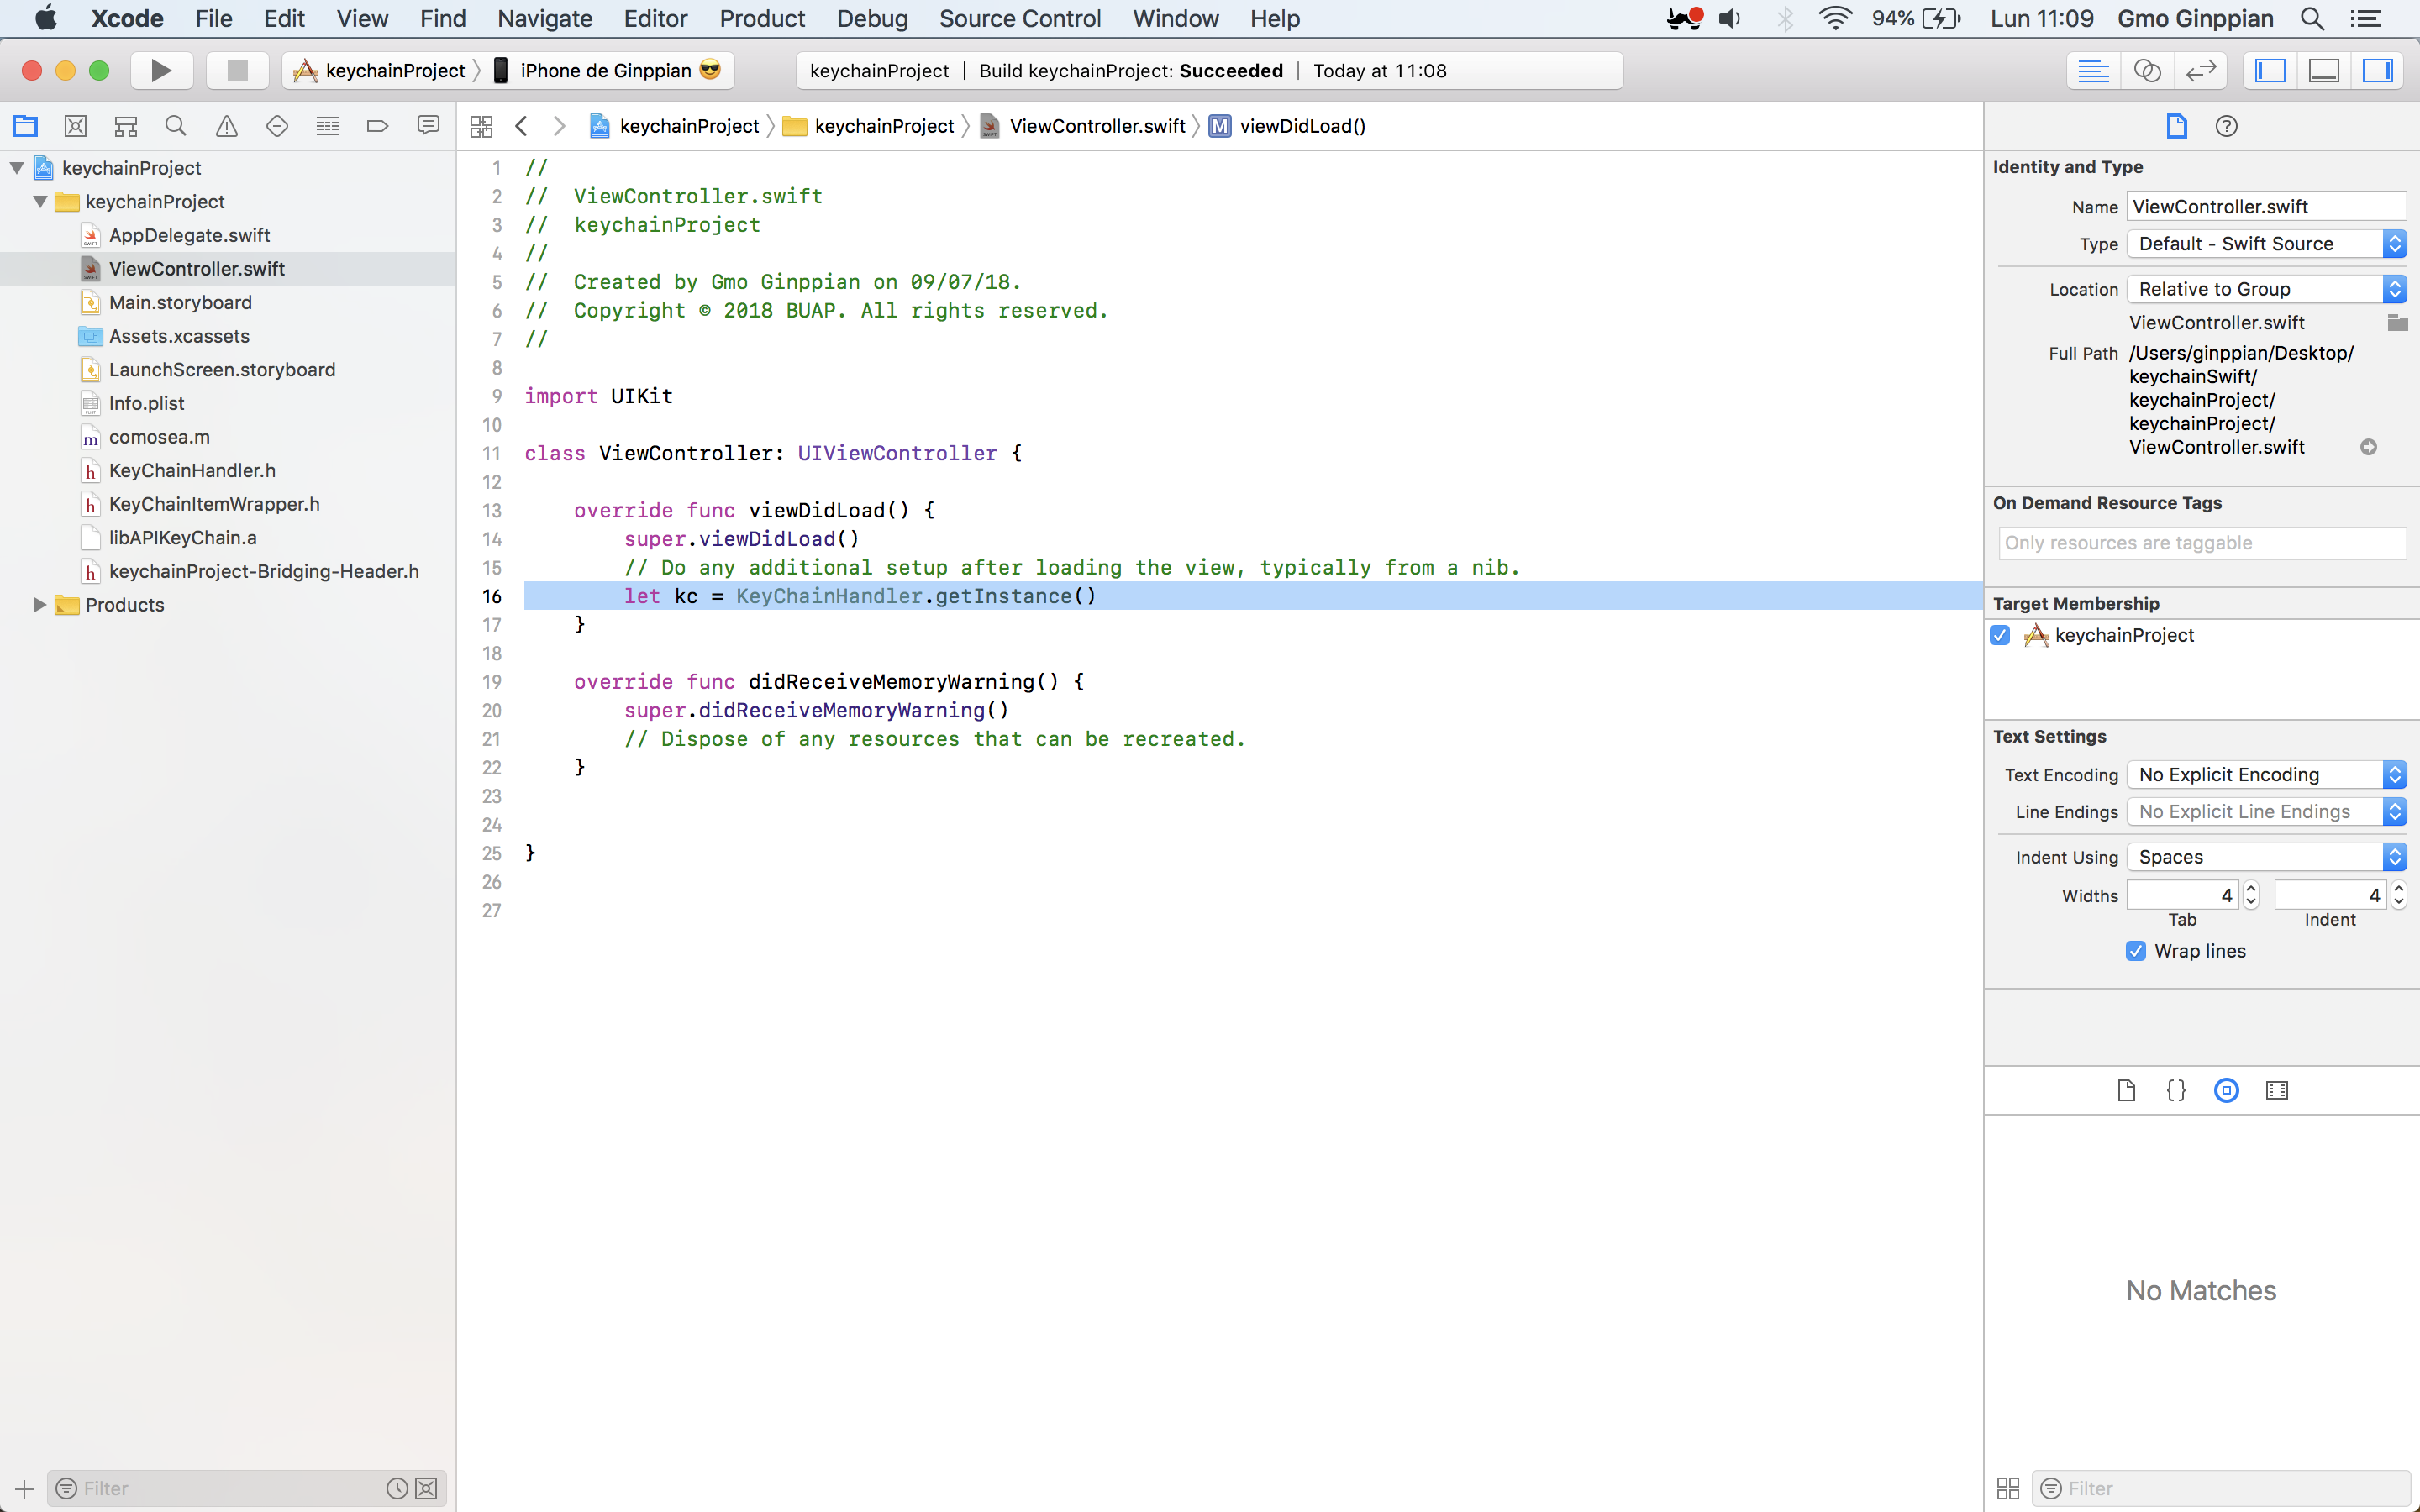 Xcode File Edit View Find Navigate Editor Product Debug Source Control Window Help 94% Lun 11:09 Gmo Ginppian
keychainProject iPhone de Ginppian 😎 keychainProject | Build keychainProject: Succeeded | Today at 11:08
keychainProject keychainProject ViewController.swift M viewDidLoad()
keychainProject
keychainProject
AppDelegate.swift
ViewController.swift
Main.storyboard
Assets.xcassets
LaunchScreen.storyboard
Info.plist
m comosea.m
h KeyChainHandler.h
h KeyChainItemWrapper.h
libAPIKeyChain.a
h keychainProject-Bridging-Header.h
Products
Filter
1 //
2 //  ViewController.swift
3 //  keychainProject
4 //
5 //  Created by Gmo Ginppian on 09/07/18.
6 //  Copyright © 2018 BUAP. All rights reserved.
7 //
8
9 import UIKit
10
11 class ViewController: UIViewController {
12
13     override func viewDidLoad() {
14         super.viewDidLoad()
15         // Do any additional setup after loading the view, typically from a nib.
16         let kc = KeyChainHandler.getInstance()
17     }
18
19     override func didReceiveMemoryWarning() {
20         super.didReceiveMemoryWarning()
21         // Dispose of any resources that can be recreated.
22     }
23
24
25 }
26
27
Identity and Type
Name ViewController.swift
Type Default - Swift Source
Location Relative to Group
ViewController.swift
Full Path /Users/ginppian/Desktop/
keychainSwift/
keychainProject/
keychainProject/
ViewController.swift
On Demand Resource Tags
Only resources are taggable
Target Membership
keychainProject
Text Settings
Text Encoding No Explicit Encoding
Line Endings No Explicit Line Endings
Indent Using Spaces
Widths 4 4
Tab Indent
Wrap lines
{}
No Matches
Filter